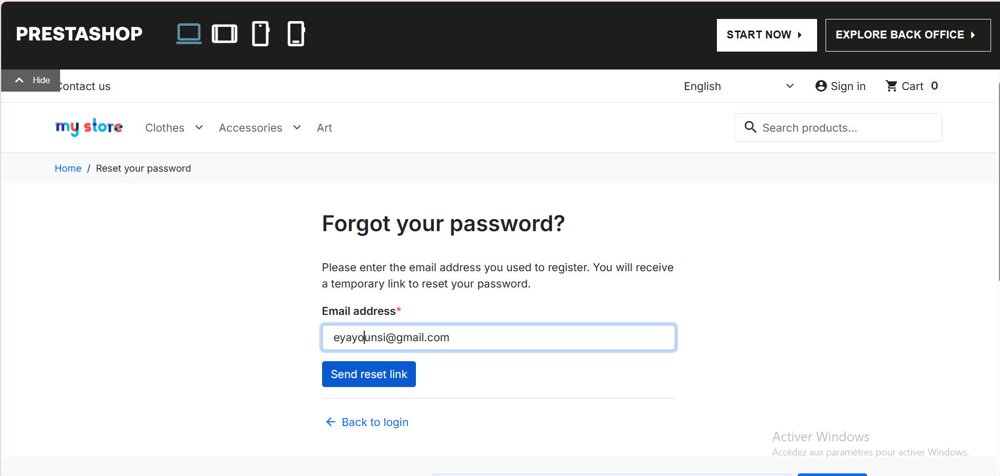 PRESTASHOP
START NOW
EXPLORE BACK OFFICE
Hide
ontact us
English
Sign in
Cart 0
my store
Clothes
Accessories
Art
Search products...
Home / Reset your password
Forgot your password?
Please enter the email address you used to register. You will receive
a temporary link to reset your password.
Email address*
eyayounsi@gmail.com
Send reset link
Back to login
Activer Windows
Accédez aux paramètres pour activer Windows.